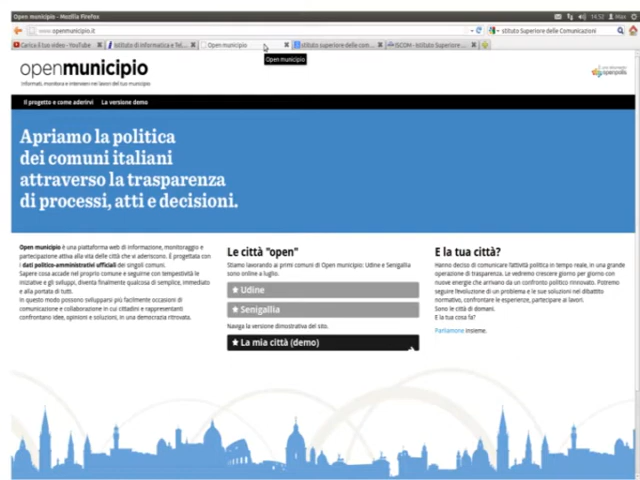 Open municipio - Mozilla Firefox
14:52
Max
www.openmunicipio.it
istituto Superiore delle Comunicazioni
Carica il tuo video - YouTube
Istituto di Informatica e Tel...
Open municipio
istituto superiore delle com...
ISCOM - Istituto Superiore ...
Open municipio
openmunicipio
informati, monitora e intervieni nei lavori del tuo municipio
openpolis
Il progetto e come aderirvi
La versione demo
Apriamo la politica
dei comuni italiani
attraverso la trasparenza
di processi, atti e decisioni.
Open municipio è una piattaforma web di informazione, monitoraggio e
partecipazione attiva alla vita delle città che vi aderiscono. È progettata con
i dati politico-amministrativi ufficiali dei singoli comuni.
Sapere cosa accade nel proprio comune e seguirne con tempestività le
iniziative e gli sviluppi, diventa finalmente qualcosa di semplice, immediato
e alla portata di tutti.
In questo modo possono svilupparsi più facilmente occasioni di
comunicazione e collaborazione in cui cittadini e rappresentanti
confrontano idee, opinioni e soluzioni, in una democrazia ritrovata.
Le città "open"
Stiamo lavorando ai primi comuni di Open municipio: Udine e Senigallia
sono online a luglio.
Udine
Senigallia
Naviga la versione dimostrativa del sito.
La mia città (demo)
E la tua città?
Hanno deciso di comunicare l'attività politica in tempo reale, in una grande
operazione di trasparenza. Le vedremo crescere giorno per giorno con
nuove energie che arrivano da un confronto politico rinnovato. Potremo
seguire l'evoluzione di un problema e le sue soluzioni nel dibattito
normativo, confrontare le esperienze, partecipare ai lavori.
Sono le città di domani.
E la tua cosa fa?
Parliamone insieme.